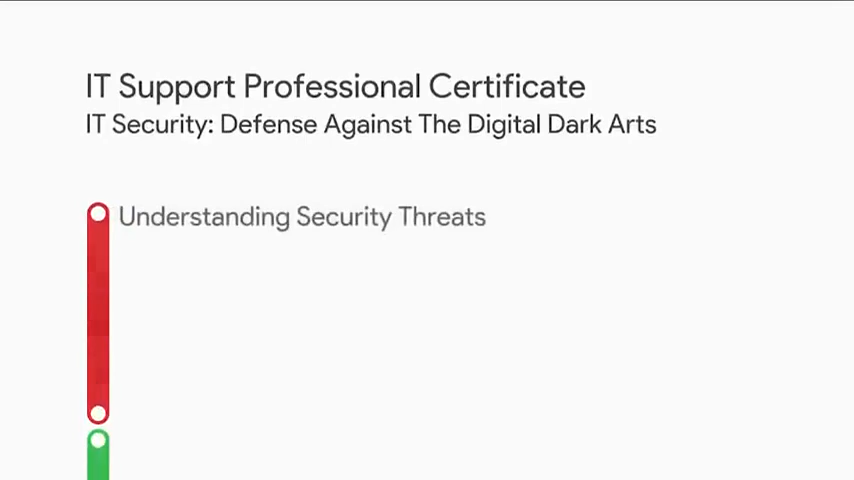 IT Support Professional Certificate
IT Security: Defense Against The Digital Dark Arts
Understanding Security Threats